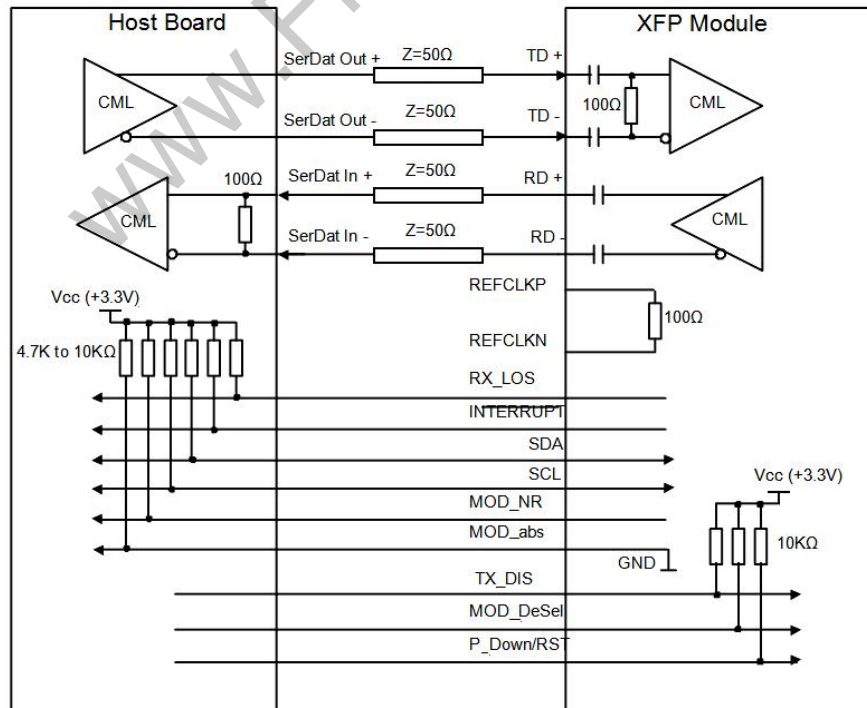 Host Board
XFP Module
SerDat Out +
Z=50Ω
TD +
CML
100Ω
CML
SerDat Out -
Z=50Ω
TD -
100Ω
SerDat In +
Z=50Ω
RD +
CML
CML
SerDat In -
Z=50Ω
RD -
REFCLKP
Vcc (+3.3V)
100Ω
REFCLKN
4.7K to 10KΩ
RX_LOS
INTERRUPT
SDA
SCL
Vcc (+3.3V)
MOD_NR
MOD_abs
10KΩ
GND
TX_DIS
MOD_DeSel
P_Down/RST